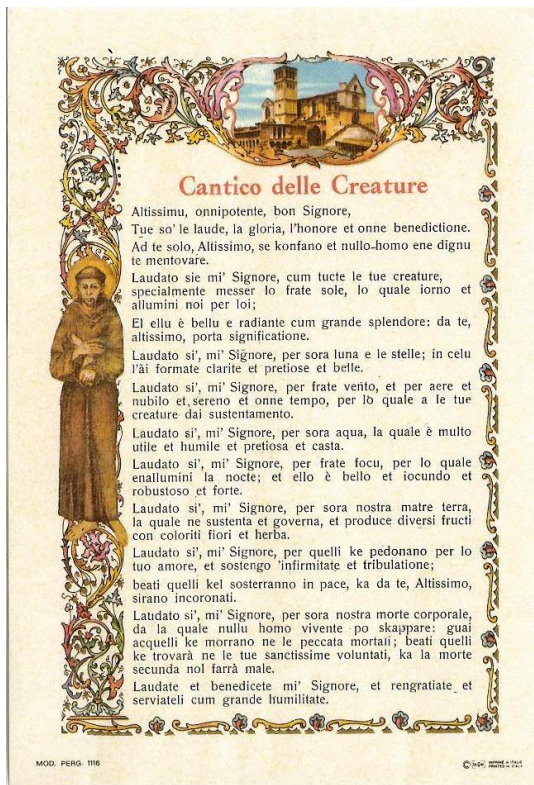 Cantico delle Creature
Altissimu, onnipotente, bon Signore,
Tue so' le laude, la gloria, l'honore et onne benedictione.
Ad te solo, Altissimo, se konfano et nullo-homo ene dignu
te mentovare.
Laudato sie mi' Signore, cum tucte le tue creature,
specialmente messer lo frate sole, lo quale iorno et
allumini noi per loi;
El ellu è bellu e radiante cum grande splendore: da te,
altissimo, porta significatione.
Laudato si', mi' Signore, per sora luna e le stelle; in celu
l'ài formate clarite et pretiose et belle.
Laudato si', mi' Signore, per frate vento, et per aere et
nubilo et sereno et onne tempo, per lo quale a le tue
creature dai sustentamento.
Laudato si', mi' Signore, per sora aqua, la quale è multo
utile et humile et pretiosa et casta.
Laudato si', mi' Signore, per frate focu, per lo quale
enallumini la nocte; et ello è bello et iocundo et
robustoso et forte.
Laudato si', mi' Signore, per sora nostra matre terra,
la quale ne sustenta et governa, et produce diversi fructi
con coloriti fiori et herba.
Laudato si', mi' Signore, per quelli ke pedonano per lo
tuo amore, et sostengo 'infirmitate et tribulatione;
beati quelli kel sosterranno in pace, ka da te, Altissimo,
sirano incoronati.
Laudato si', mi' Signore, per sora nostra morte corporale,
da la quale nullu homo vivente po skappare: guai
acquelli ke morrano ne le peccata mortali; beati quelli
ke trovarà ne le tue sanctissime voluntati, ka la morte
secunda nol farrà male.
Laudate et benedicete mi' Signore, et rengratiate et
serviateli cum grande humilitate.
MOD. PERG. 1116
©
IMPRIMÉ en ITALIE
PRINTED in ITALY